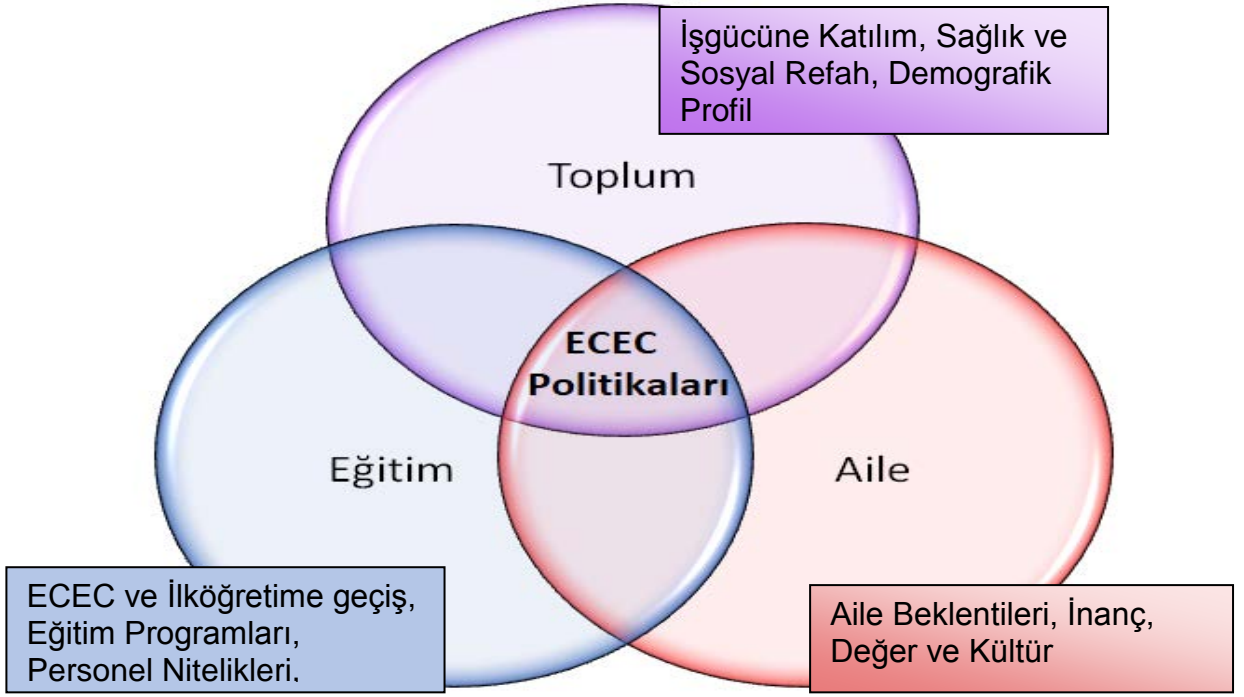 İşgücüne Katılım, Sağlık ve
Sosyal Refah, Demografik
Profil
Toplum
ECEC
Politikaları
Eğitim
Aile
ECEC ve İlköğretime geçiş,
Eğitim Programları,
Personel Nitelikleri.
Aile Beklentileri, İnanç,
Değer ve Kültür